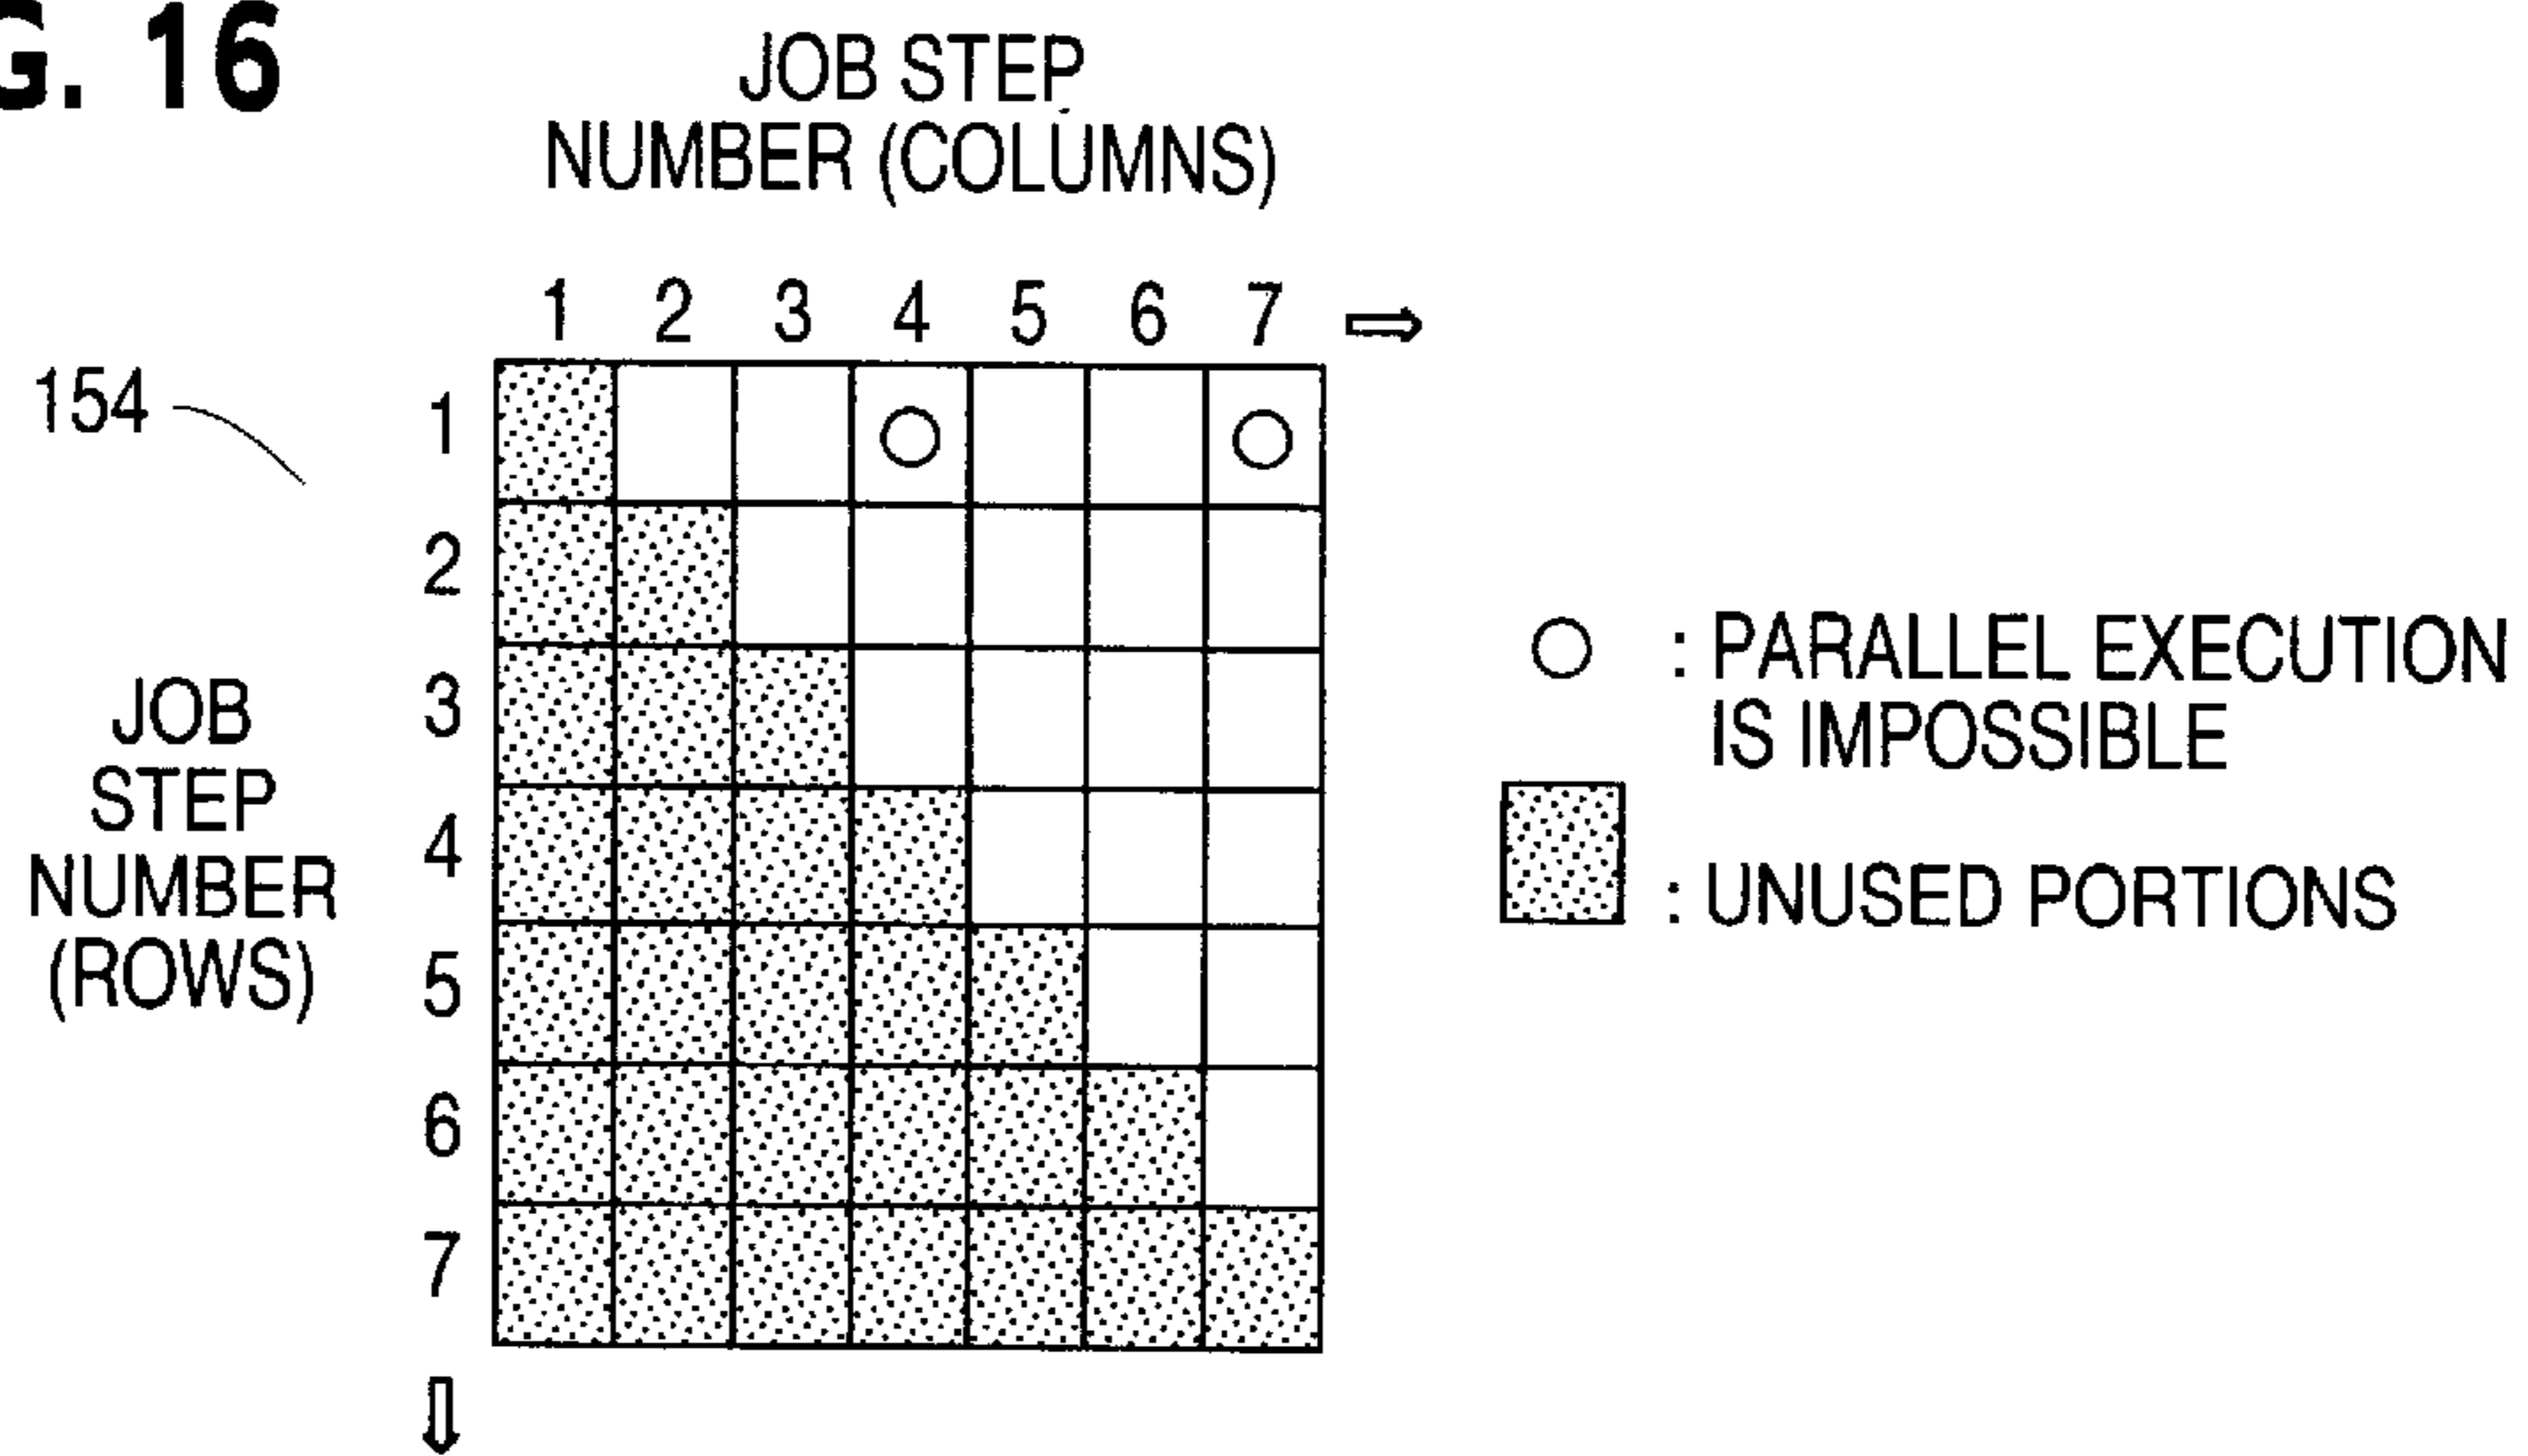 G. 16
JOB STEP
NUMBER (COLUMNS)
1 2 3 4 5 6 7
154
1
2
3
4
5
6
7
JOB
STEP
NUMBER
(ROWS)
: PARALLEL EXECUTION
IS IMPOSSIBLE
: UNUSED PORTIONS